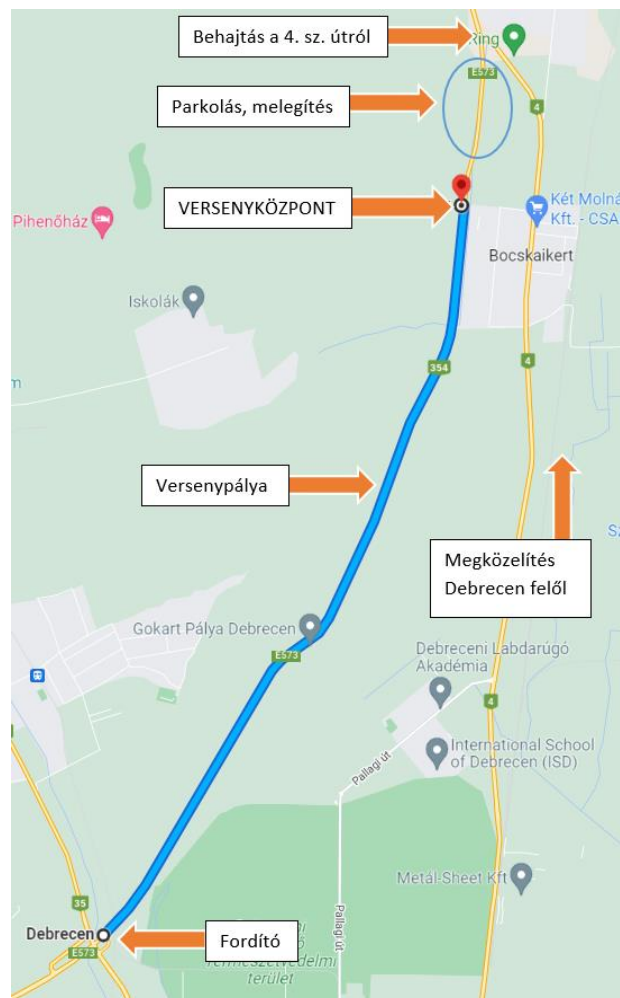 Behajtás a 4. sz. útról
Ring
E573
Parkolás, melegítés
4
VERSENYKÖZPONT
Két Molná
Kft. - CSA
Pihenőház
Bocskaikert
Iskolák
4
354
m
Versenypálya
Megközelítés
Debrecen felől
Gokart Pálya Debrecen
E573
Debreceni Labdarúgó
Akadémia
4
International School
of Debrecen (ISD)
Pallagi út
Metál-Sheet Kft
35
Pallagi út
Debrecen
E573
Fordító
terület